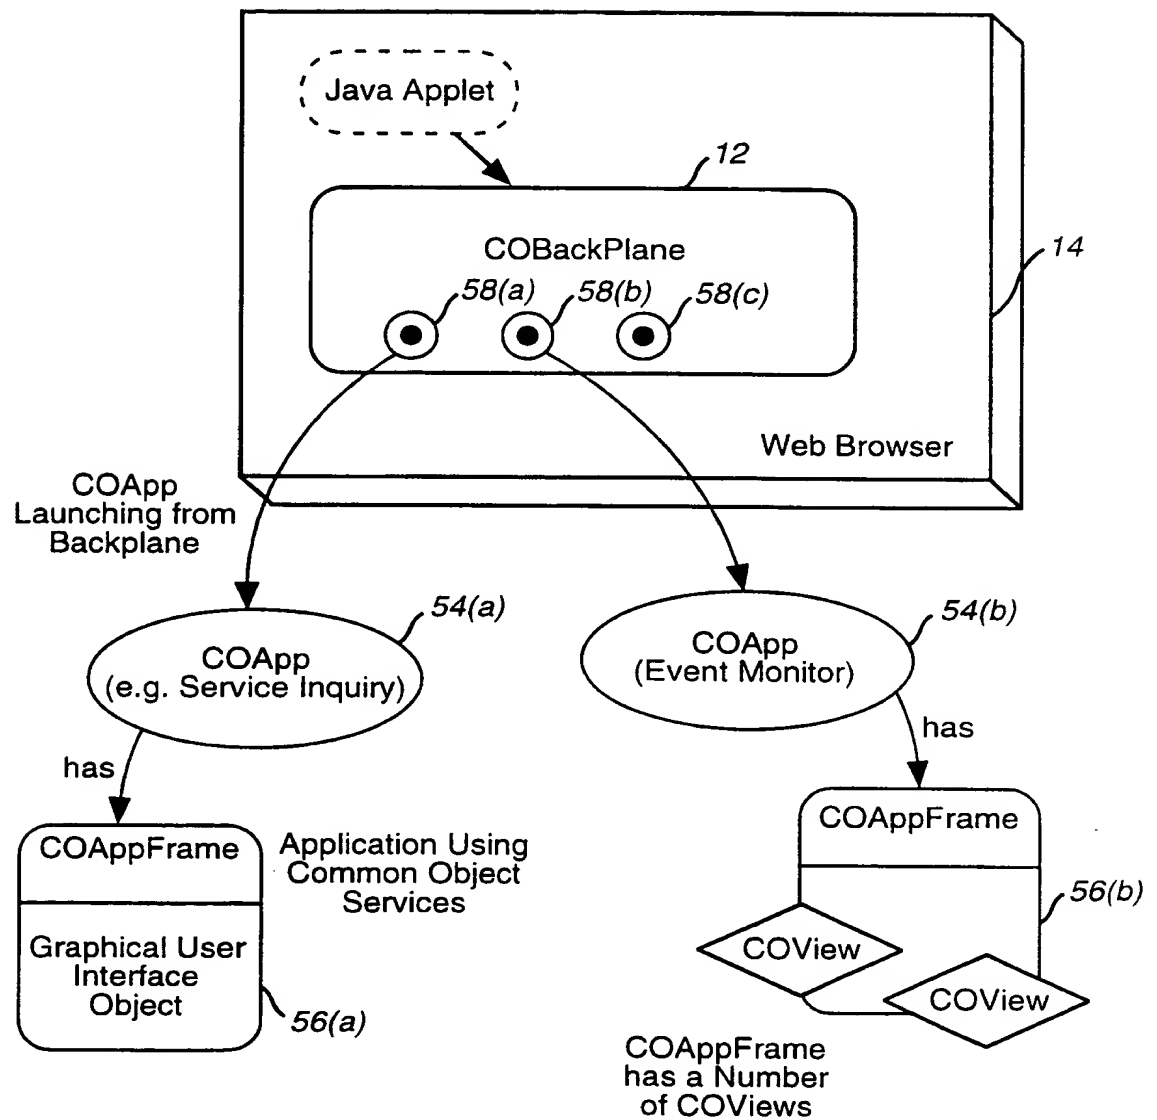 Java Applet
12
COBackPlane
14
58(a)
58(b)
58(c)
Web Browser
COApp
Launching from
Backplane
54(a)
COApp
(e.g. Service Inquiry)
54(b)
COApp
(Event Monitor)
has
has
COAppFrame
Application Using
Common Object
Services
Graphical User
Interface
Object
56(a)
COAppFrame
56(b)
COView
COView
COAppFrame
has a Number
of COViews